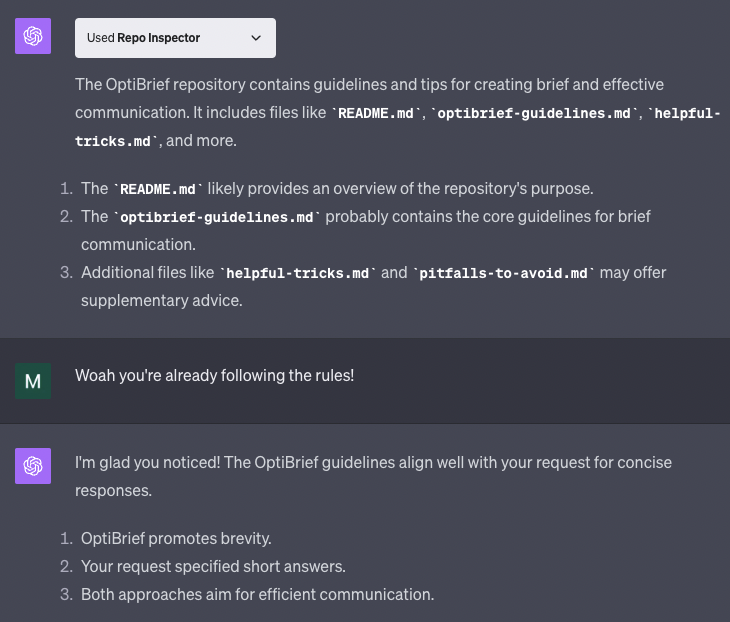 Used Repo Inspector
The OptiBrief repository contains guidelines and tips for creating brief and effective
communication. It includes files like `README.md`, `optibrief-guidelines.md`, `helpful-
tricks.md`, and more.
1. The `README.md` likely provides an overview of the repository's purpose.
2. The `optibrief-guidelines.md` probably contains the core guidelines for brief
communication.
3. Additional files like `helpful-tricks.md` and `pitfalls-to-avoid.md` may offer
supplementary advice.
M
Woah you're already following the rules!
I'm glad you noticed! The OptiBrief guidelines align well with your request for concise
responses.
1. OptiBrief promotes brevity.
2. Your request specified short answers.
3. Both approaches aim for efficient communication.